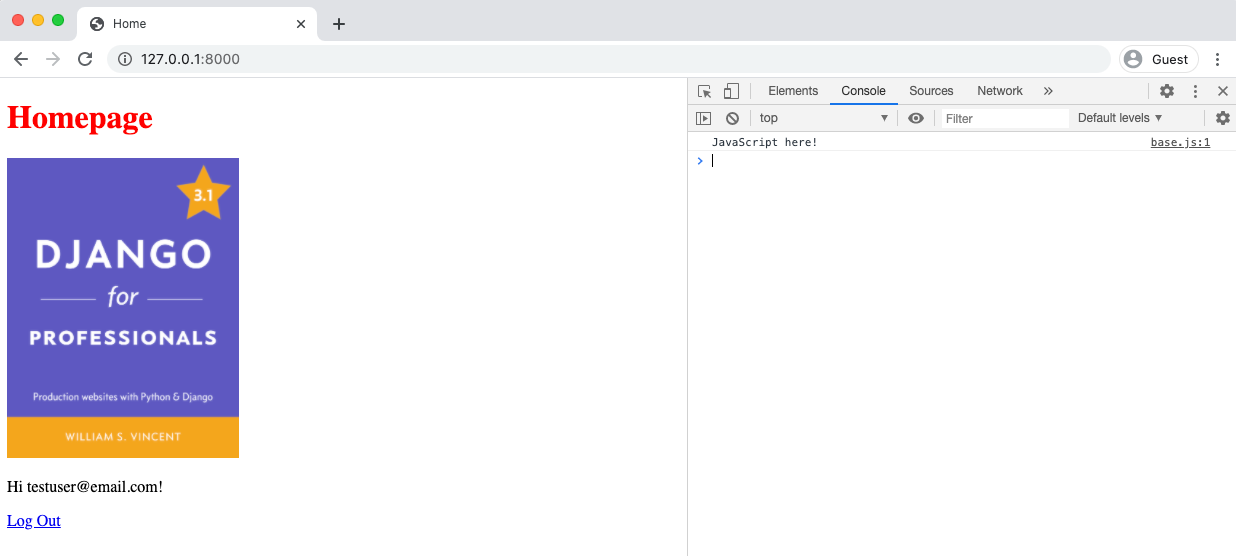 Home
127.0.0.1:8000
Guest
Homepage
3.1
DJANGO
for
PROFESSIONALS
Production websites with Python & Django
WILLIAM S. VINCENT
Hi testuser@email.com!
Log Out
Elements Console Sources Network
top Filter Default levels
JavaScript here! base.js:1